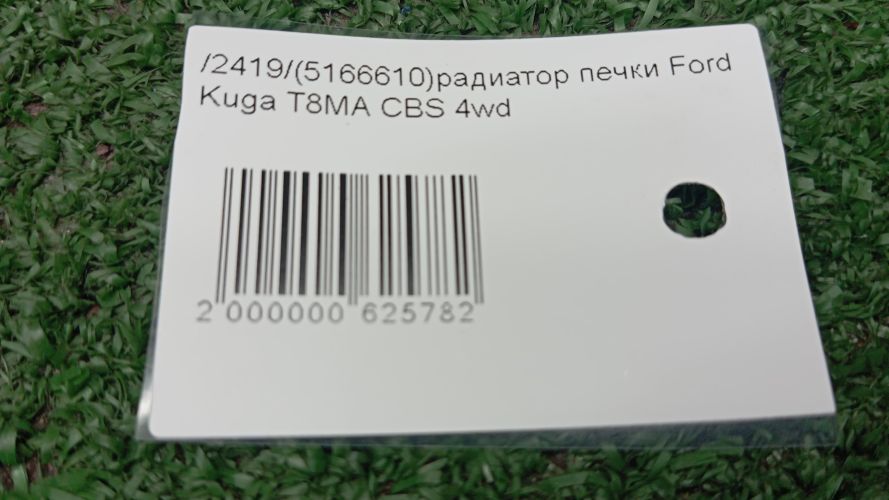 /2419/(5166610)радиатор печки Ford
Kuga T8MA CBS 4wd
2 000000 625782